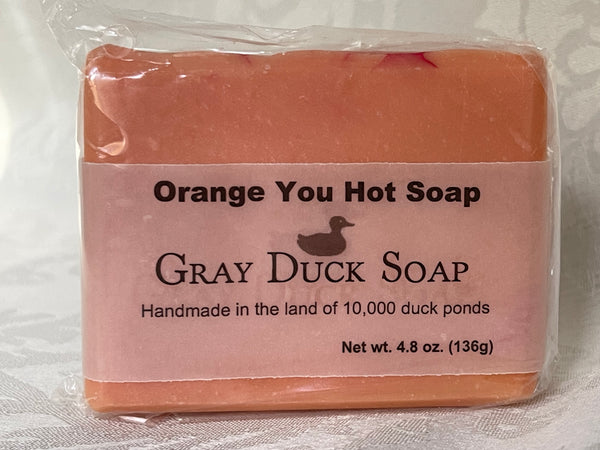 Orange You Hot Soap
GRAY DUCK SOAP
Handmade in the land of 10,000 duck ponds
Net wt. 4.8 oz. (136g)